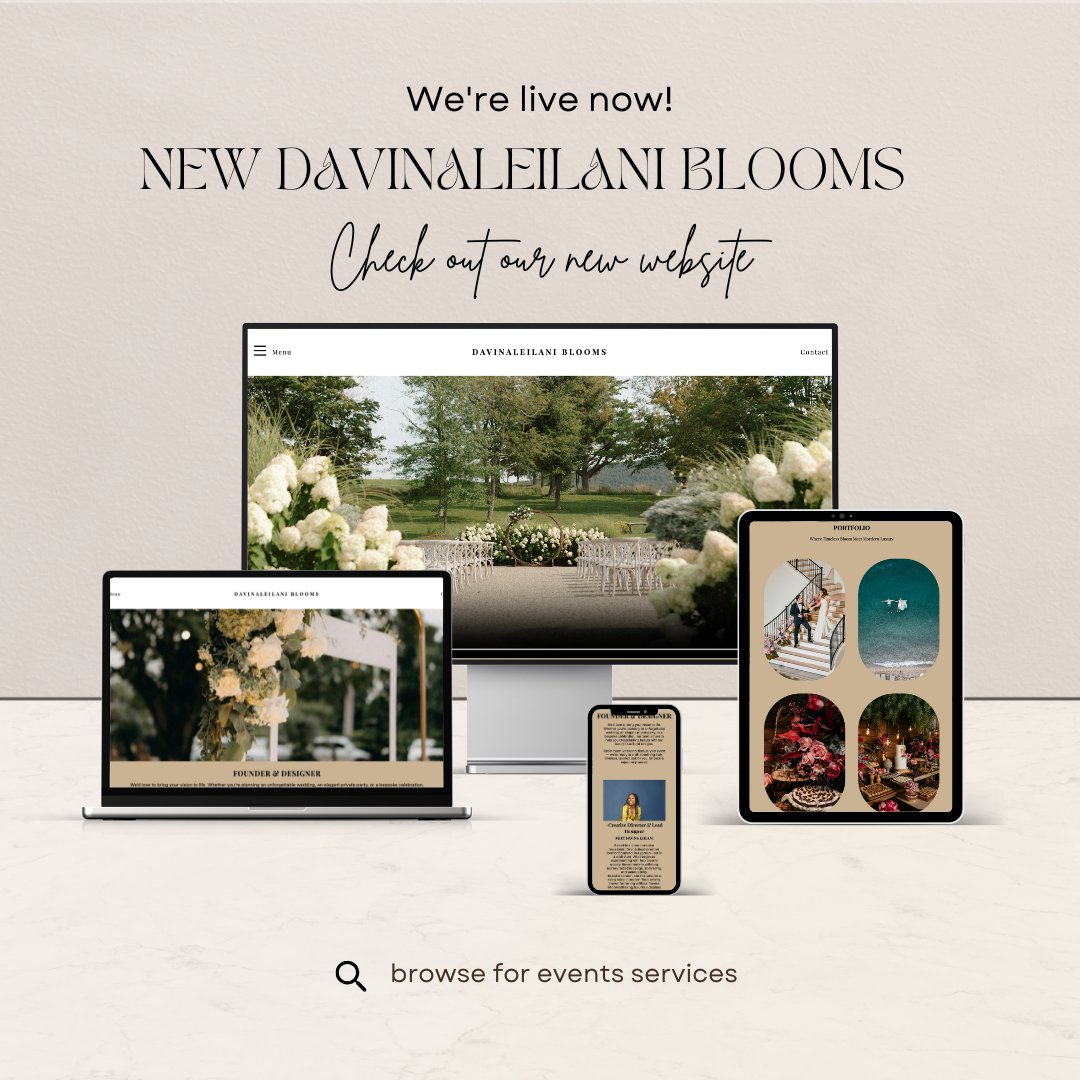 We're live now!
NEW DAVINALEILANI BLOOMS
Check out our new website
Menu
DAVINALEILANI BLOOMS
Contact
PORTFOLIO
Where Timeless Bloom Meet Modern Luxury
DAVINALEILANI BLOOMS
FOUNDER & DESIGNER
We'd love to bring your vision to life. Whether you're planning an unforgettable wedding, an elegant private party, or a bespoke celebration,
FOUNDER & DESIGNER
Creative Director & Lead
Designer
browse for events services